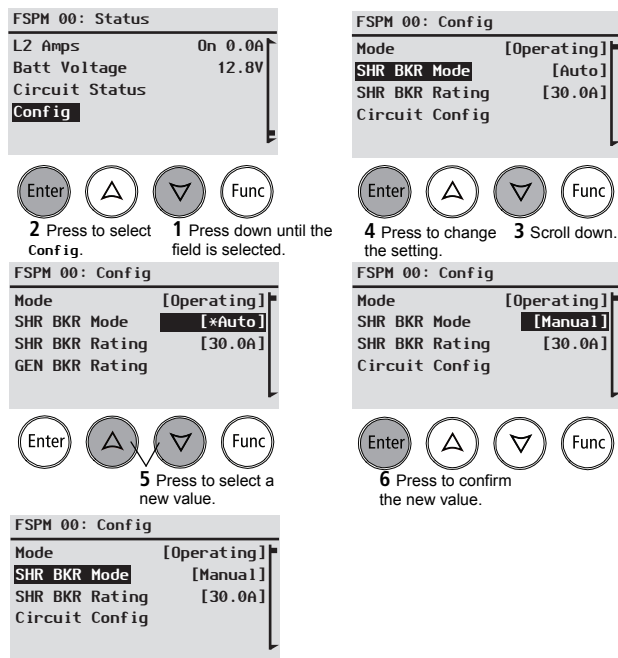 FSPM 00: Status
L2 Amps On 0.0A
Batt Voltage 12.8V
Circuit Status
Config
Enter Func
2 Press to select
Config.
1 Press down until the
field is selected.
FSPM 00: Config
Mode [Operating]
SHR BKR Mode [Auto]
SHR BKR Rating [30.0A]
Circuit Config
Enter Func
4 Press to change
the setting.
3 Scroll down.
FSPM 00: Config
Mode [Operating]
SHR BKR Mode [*Auto]
SHR BKR Rating [30.0A]
GEN BKR Rating
Enter Func
5 Press to select a
new value.
FSPM 00: Config
Mode [Operating]
SHR BKR Mode [Manual]
SHR BKR Rating [30.0A]
Circuit Config
Enter Func
6 Press to confirm
the new value.
FSPM 00: Config
Mode [Operating]
SHR BKR Mode [Manual]
SHR BKR Rating [30.0A]
Circuit Config